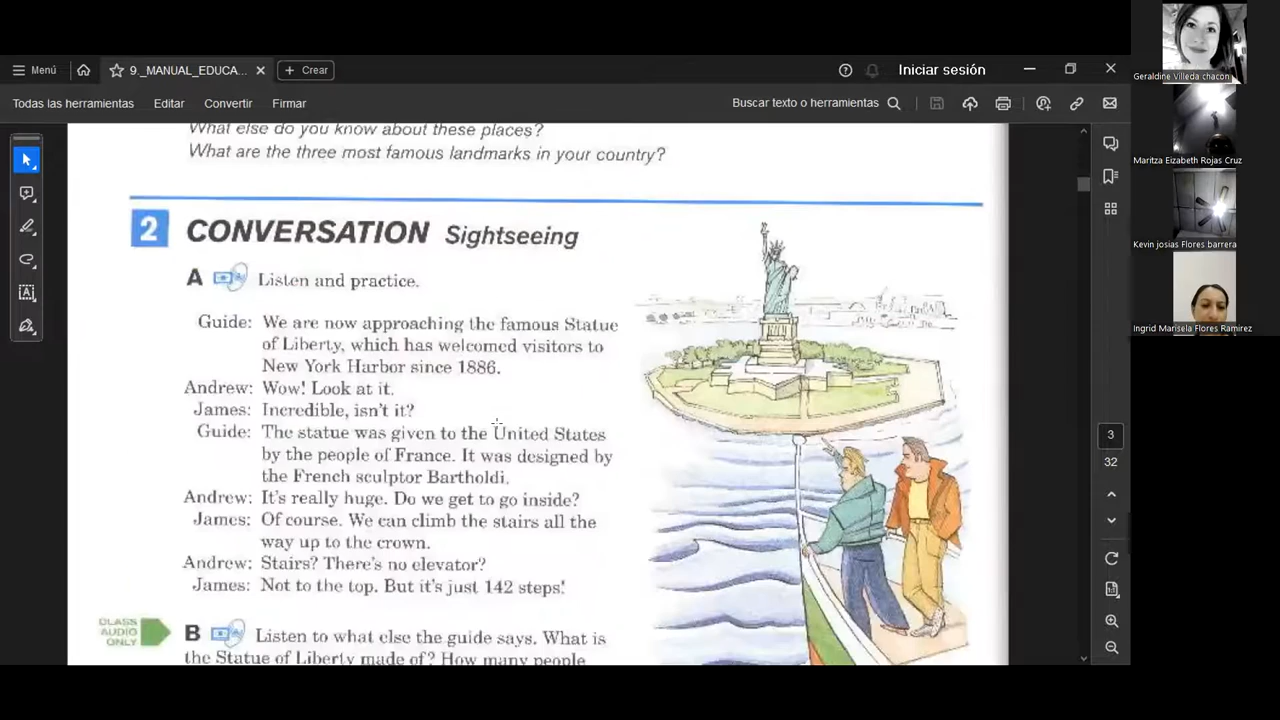 Menú
9._MANUAL_EDUCA...
Crear
Iniciar sesión
Todas las herramientas
Editar
Convertir
Firmar
Buscar texto o herramientas
What else do you know about these places?
What are the three most famous landmarks in your country?
2 CONVERSATION Sightseeing
A Listen and practice.
Guide: We are now approaching the famous Statue
of Liberty, which has welcomed visitors to
New York Harbor since 1886.
Andrew: Wow! Look at it.
James: Incredible, isn't it?
Guide: The statue was given to the United States
by the people of France. It was designed by
the French sculptor Bartholdi.
Andrew: It's really huge. Do we get to go inside?
James: Of course. We can climb the stairs all the
way up to the crown.
Andrew: Stairs? There's no elevator?
James: Not to the top. But it's just 142 steps!
CLASS
AUDIO
ONLY
B Listen to what else the guide says. What is
the Statue of Liberty made of? How many people
3
32
Geraldine Villeda chacon
Maritza Eizabeth Rojas Cruz
Kevin josias Flores barrera
Ingrid Marisela Flores Ramirez